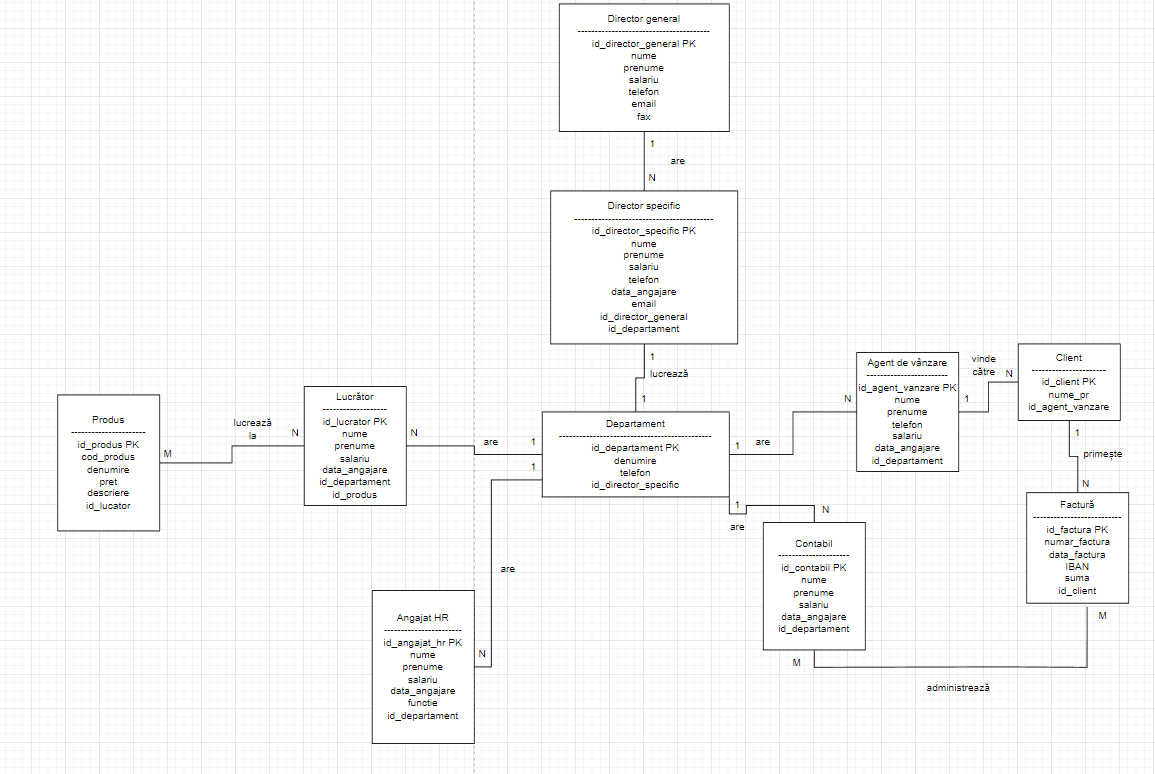 Director general
id_director_general PK
nume
prenume
salariu
telefon
email
fax
1
are
N
Director specific
id_director_specific PK
nume
prenume
salariu
telefon
data_angajare
email
id_director_general
id_departament
1
lucrează
1
Departament
id_departament PK
denumire
telefon
id_director_specific
Produs
id_produs PK
cod_produs
denumire
pret
descriere
id_lucator
M
lucrează
la
N
Lucrător
id_lucrator PK
nume
prenume
salariu
data_angajare
id_departament
id_produs
N
are
1
1
are
N
Angajat HR
id_angajat_hr PK
nume
prenume
salariu
data_angajare
functie
id_departament
1
are
N
Agent de vânzare
id_agent_vanzare PK
nume
prenume
telefon
salariu
data_angajare
id_departament
vinde
către
1
N
Client
id_client PK
nume_pr
id_agent_vanzare
1
primește
N
Factură
id_factura PK
numar_factura
data_factura
IBAN
suma
id_client
1
are
N
Contabil
id_contabil PK
nume
prenume
salariu
data_angajare
id_departament
M
administrează
M